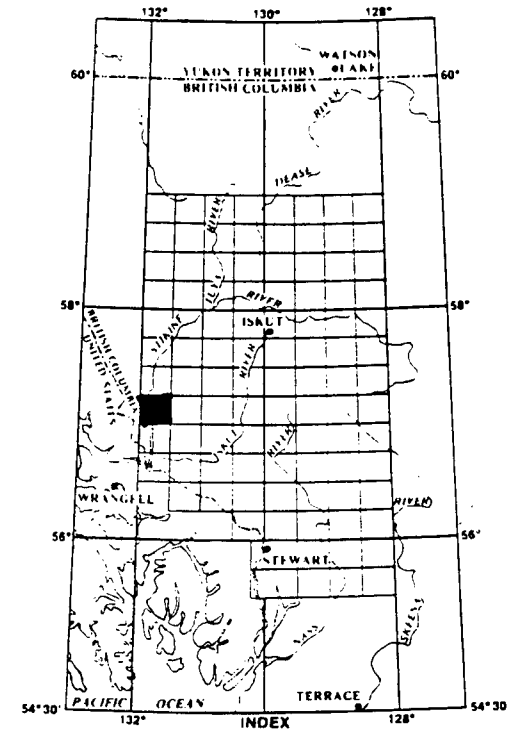 132° 130° 128°
WATSON
LAKE
60° 60°
YUKON TERRITORY
BRITISH COLUMBIA
RIVER
DEASE
RIVER
58° 58°
RIVER
ISKUT
STIKINE
BRITISH COLUMBIA
UNITED STATES
RIVER
RIVER
WRANGELL
RIVER
56° 56°
STEWART
NASS
SKEENA
TERRACE
PACIFIC OCEAN
54°30' 54°30'
132° 128°
INDEX